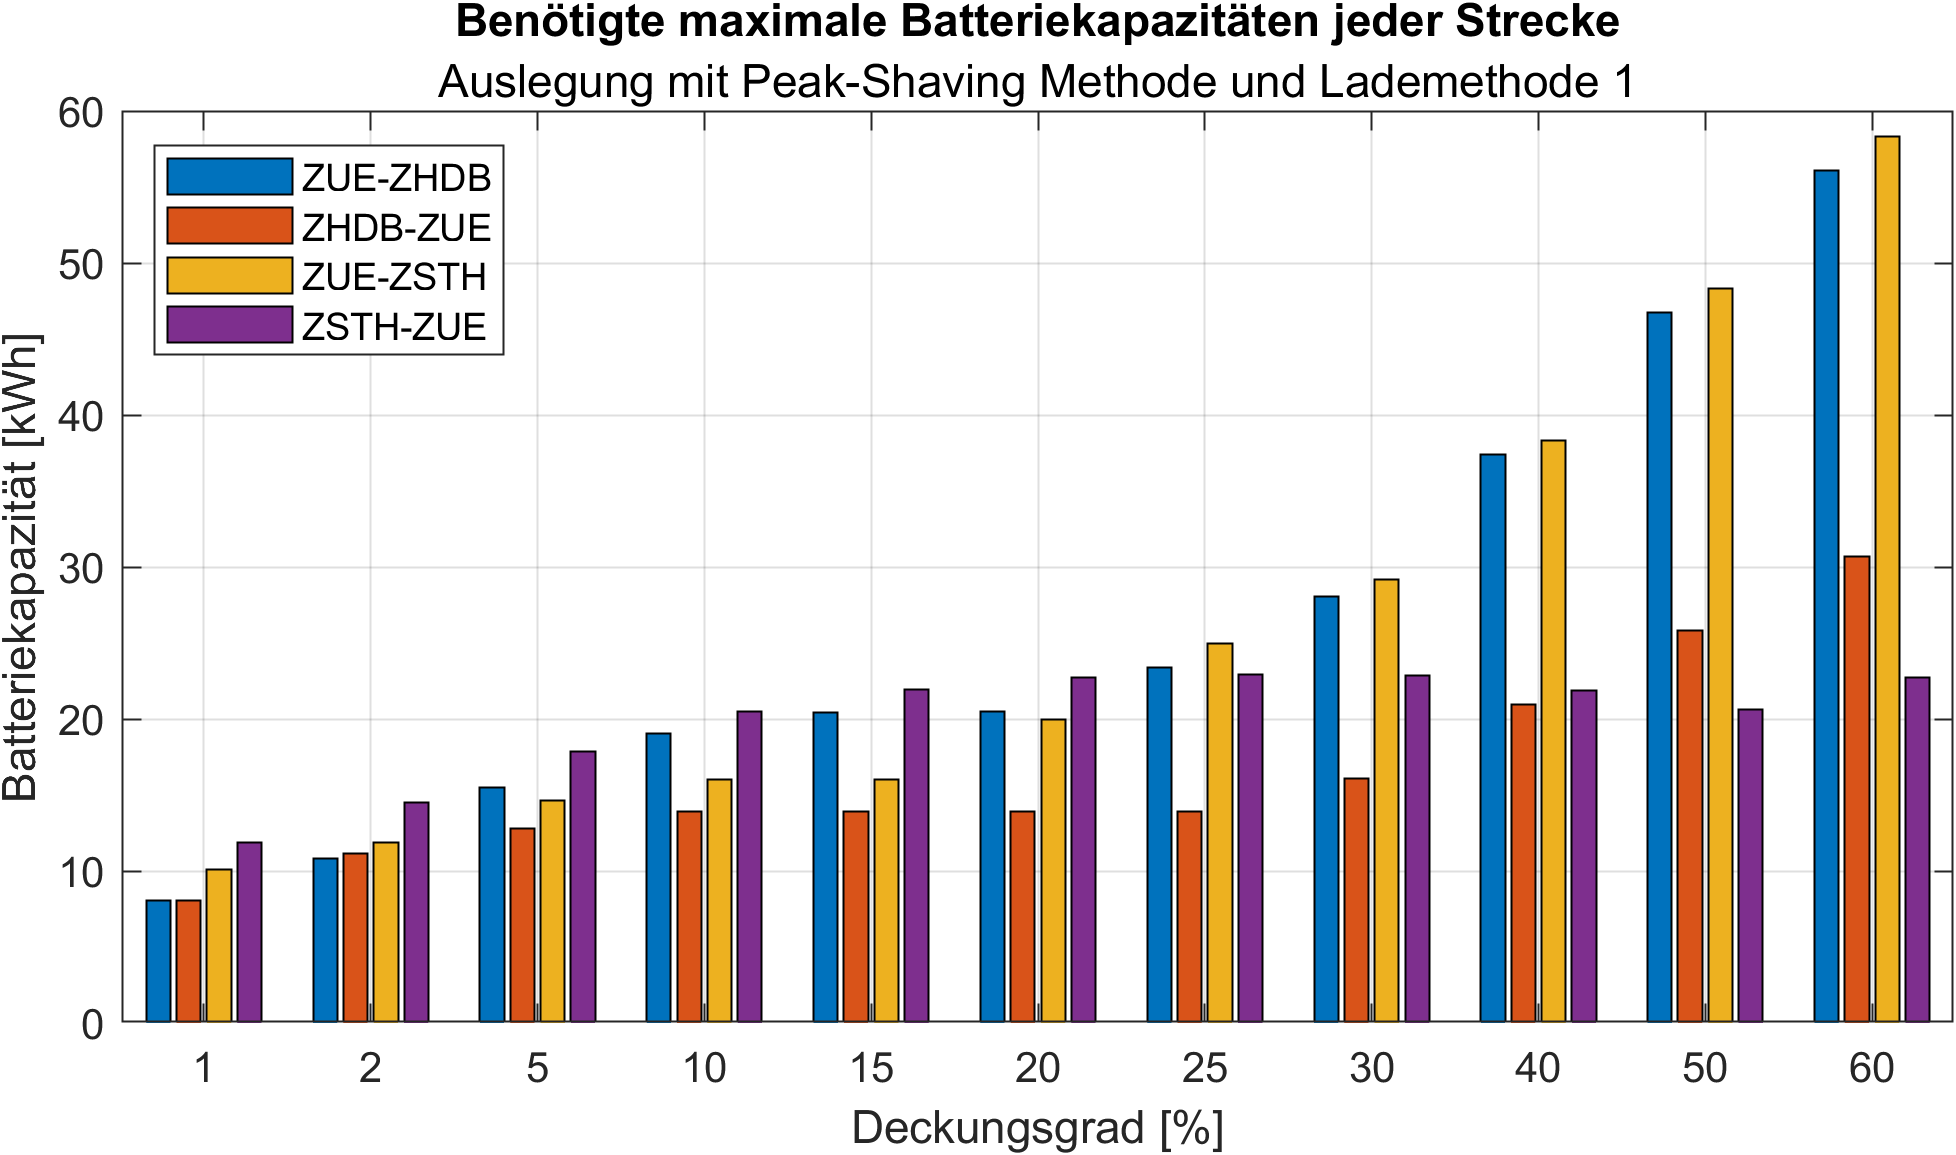 Benötigte maximale Batteriekapazitäten jeder Strecke
Auslegung mit Peak-Shaving Methode und Lademethode 1
60
50
40
30
20
10
0
Batteriekapazität [kWh]
ZUE-ZHDB
ZHDB-ZUE
ZUE-ZSTH
ZSTH-ZUE
1 2 5 10 15 20 25 30 40 50 60
Deckungsgrad [%]